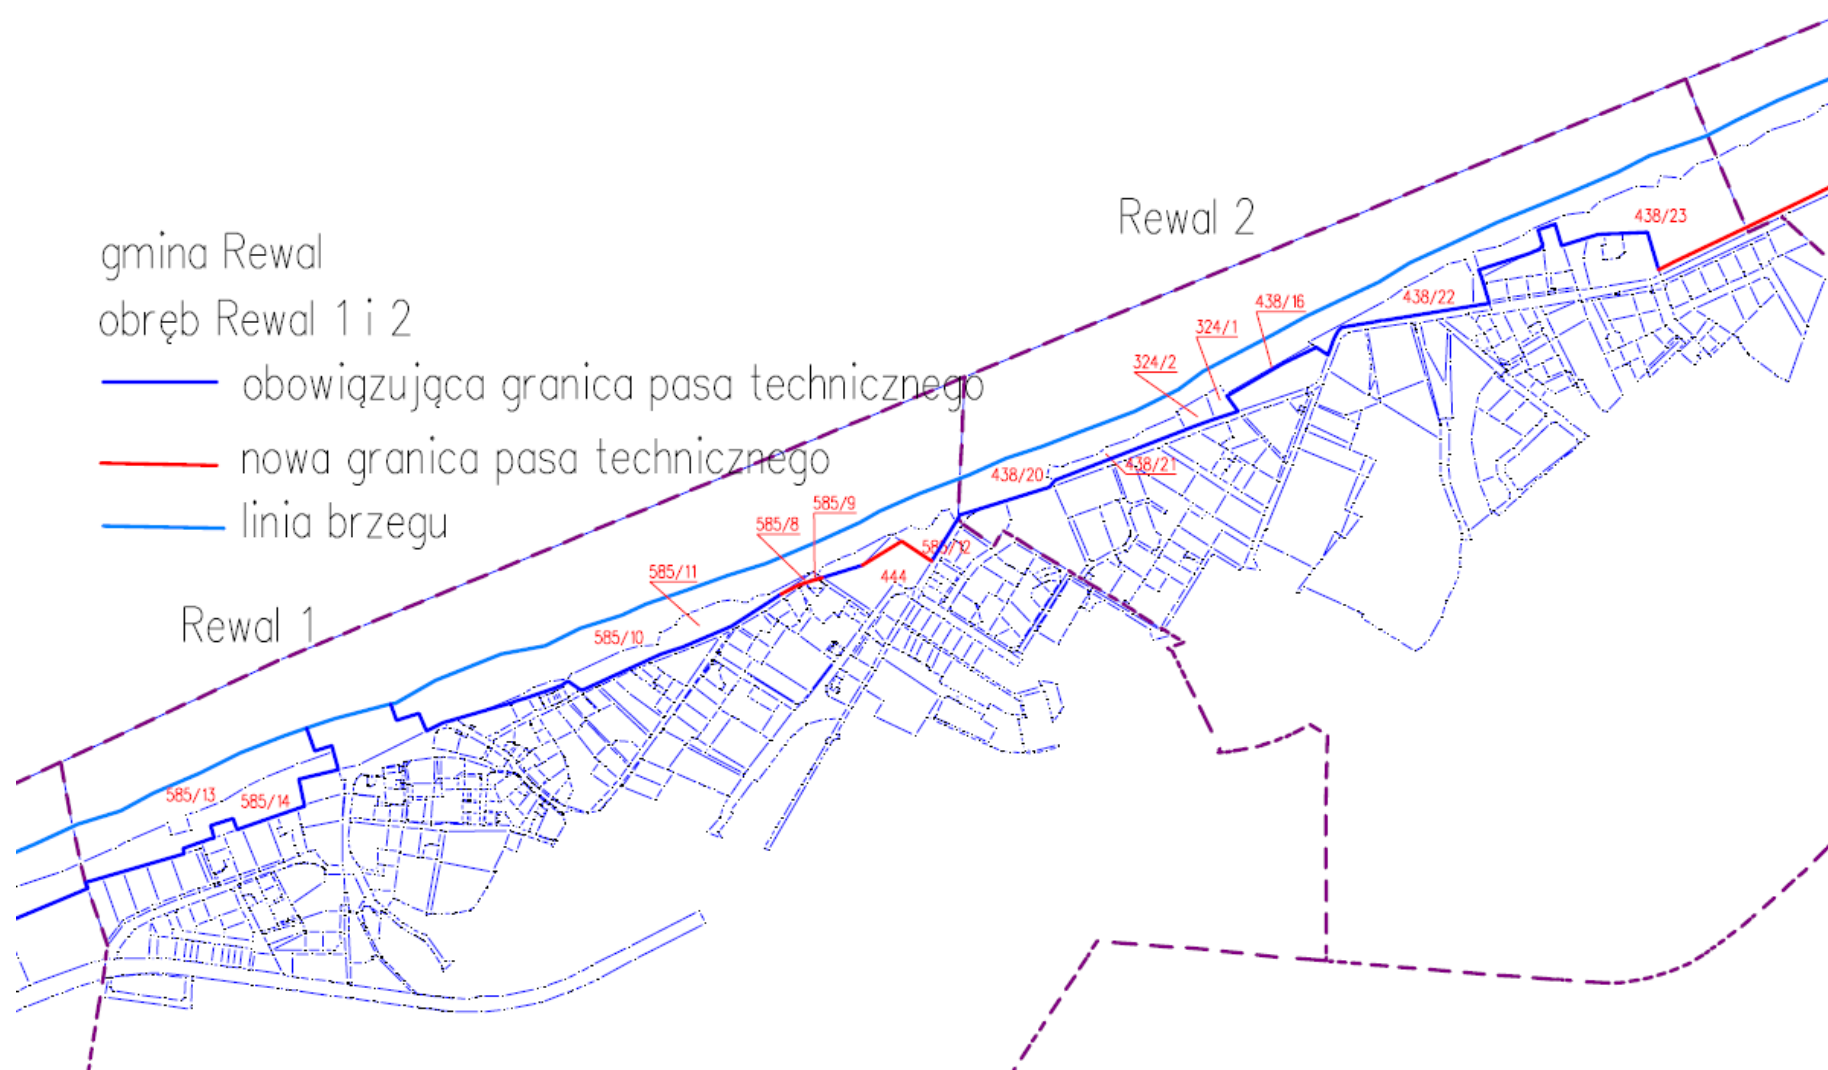 Rewal 2
438/23
gmina Rewal
obręb Rewal 1 i 2
obowiązująca granica pasa technicznego
nowa granica pasa technicznego
linia brzegu
438/22
438/16
324/1
324/2
438/21
438/20
585/9
585/8
585/12
444
585/11
585/10
Rewal 1
585/13
585/14